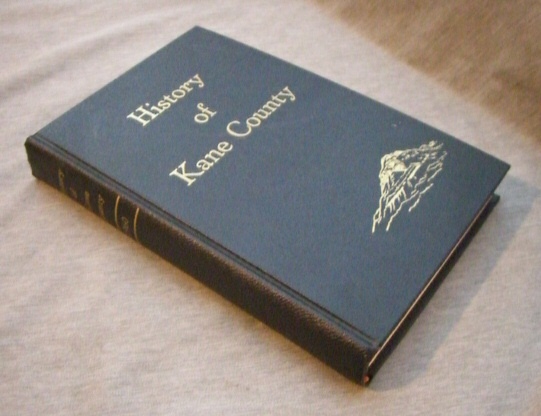 History
of
Kane County